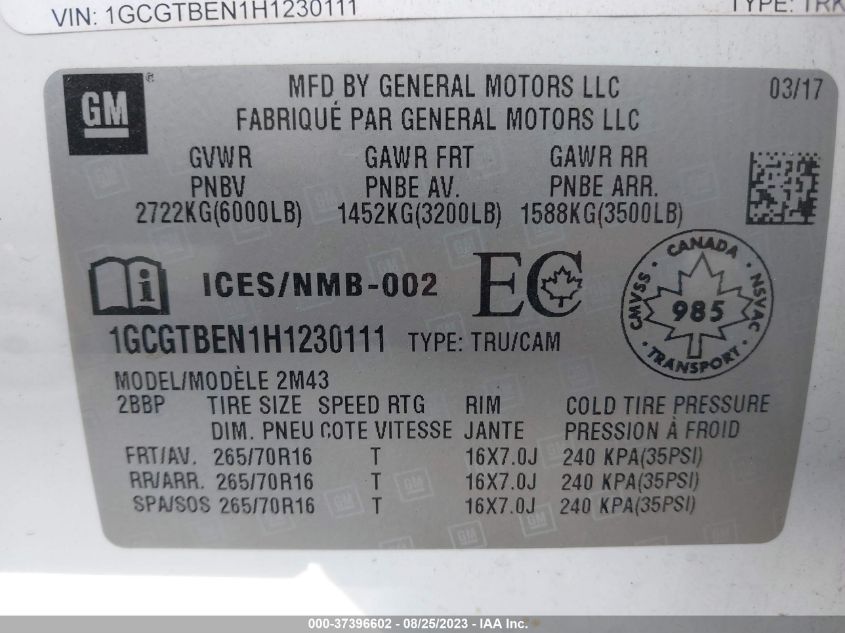 VIN: 1GCGTBEN1H1230111 TYPE: TRK
GM ®
MFD BY GENERAL MOTORS LLC 03/17
FABRIQUÉ PAR GENERAL MOTORS LLC
GVWR GAWR FRT GAWR RR
PNBV PNBE AV. PNBE ARR.
2722KG(6000LB) 1452KG(3200LB) 1588KG(3500LB)
i ICES/NMB-002 EC
CANADA
CMVSS 985 NSVAC
TRANSPORT
1GCGTBEN1H1230111 TYPE: TRU/CAM
MODEL/MODÈLE 2M43
2BBP TIRE SIZE SPEED RTG RIM COLD TIRE PRESSURE
DIM. PNEU COTE VITESSE JANTE PRESSION À FROID
FRT/AV. 265/70R16 T 16X7.0J 240 KPA(35PSI)
RR/ARR. 265/70R16 T 16X7.0J 240 KPA(35PSI)
SPA/SOS 265/70R16 T 16X7.0J 240 KPA(35PSI)
000-37396602 - 08/25/2023 - IAA Inc.